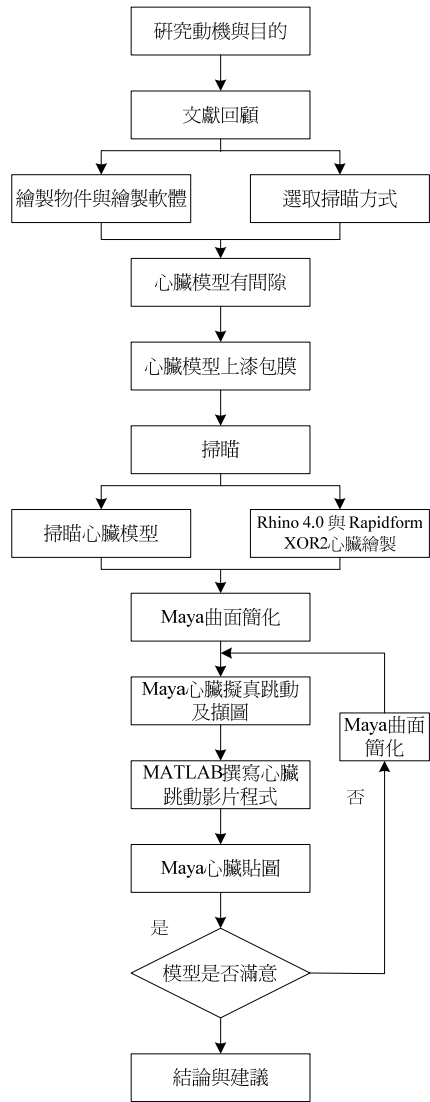 研究動機與目的
文獻回顧
繪製物件與繪製軟體
選取掃瞄方式
心臟模型有間隙
心臟模型上漆包膜
掃瞄
掃瞄心臟模型
Rhino 4.0 與 Rapidform
XOR2心臟繪製
Maya曲面簡化
Maya心臟擬真跳動
及擷圖
Maya曲面
簡化
MATLAB撰寫心臟
跳動影片程式
否
Maya心臟貼圖
是
模型是否滿意
結論與建議